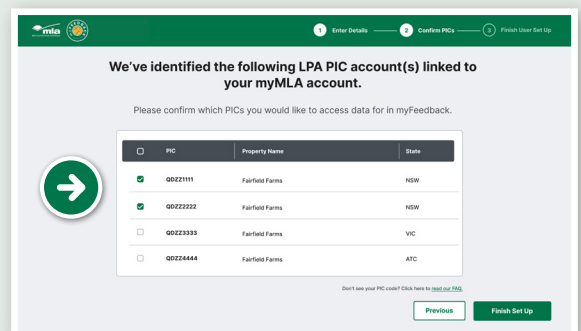 mla
1 Enter Details 2 Confirm PICs 3 Finish User Set Up
We've identified the following LPA PIC account(s) linked to
your myMLA account.
Please confirm which PICs you would like to access data for in myFeedback.
PIC Property Name State
QDZZ1111 Fairfield Farms NSW
QDZZ2222 Fairfield Farms NSW
QDZZ3333 Fairfield Farms VIC
QDZZ4444 Fairfield Farms ATC
Don't see your PIC code? Click here to read our FAQ.
Previous Finish Set Up